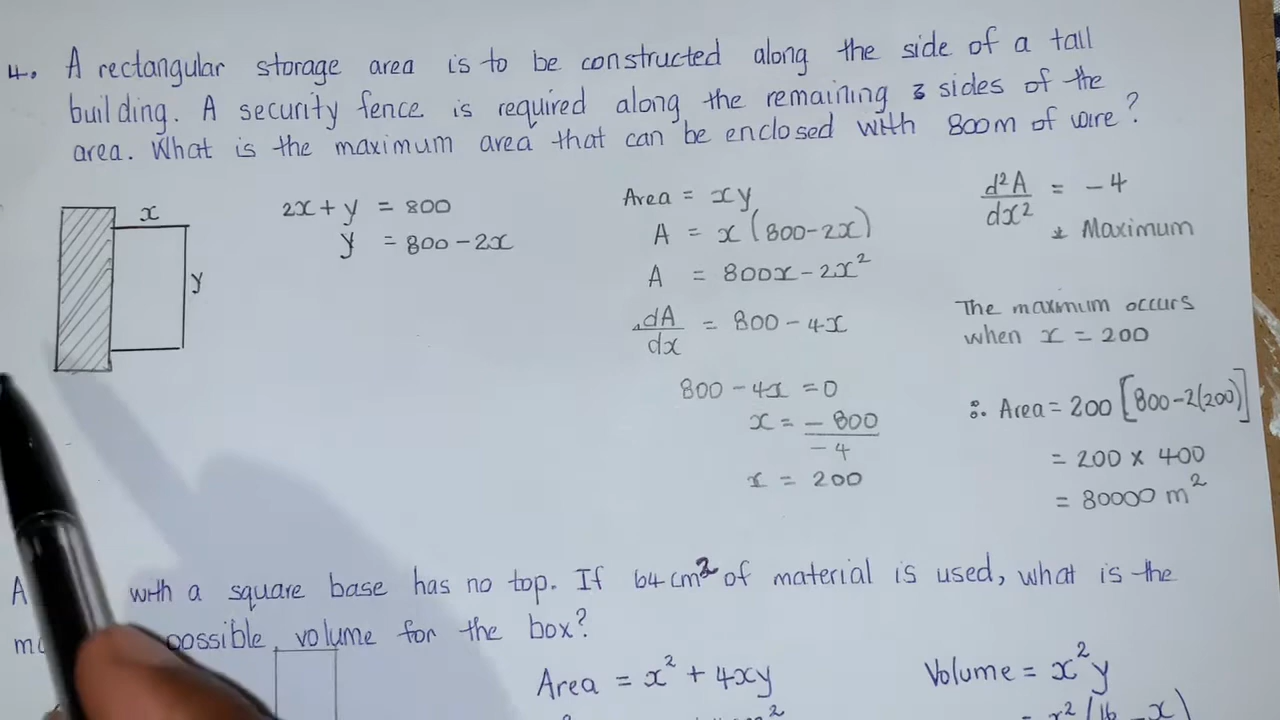 4. A rectangular storage area is to be constructed along the side of a tall
building. A security fence is required along the remaining 3 sides of the
area. What is the maximum area that can be enclosed with 800m of wire?
x
y
2x + y = 800
y = 800 - 2x
Area = xy
A = x(800-2x)
A = 800x - 2x²
dA/dx = 800 - 4x
800 - 4x = 0
x = -800/-4
x = 200
d²A/dx² = -4
* Maximum
The maximum occurs
when x = 200
∴ Area = 200[800-2(200)]
= 200 × 400
= 80000 m²
A with a square base has no top. If 64cm² of material is used, what is the
possible volume for the box?
Area = x² + 4xy
Volume = x²y